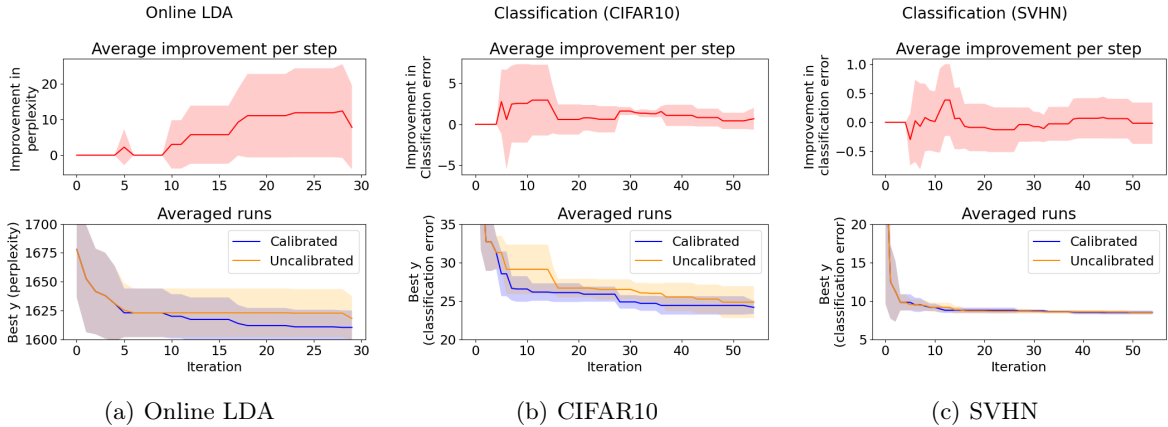 Online LDA
Classification (CIFAR10)
Classification (SVHN)
Average improvement per step
Improvement in
perplexity
20
10
0
0 5 10 15 20 25 30
Averaged runs
Best y (perplexity)
1700
1675
1650
1625
1600
Calibrated
Uncalibrated
0 5 10 15 20 25 30
Iteration
(a) Online LDA
Average improvement per step
Improvement in
Classification error
5
0
−5
0 10 20 30 40 50
Averaged runs
Best y
(classification error)
35
30
25
20
Calibrated
Uncalibrated
0 10 20 30 40 50
Iteration
(b) CIFAR10
Average improvement per step
Improvement in
classification error
1.0
0.5
0.0
−0.5
0 10 20 30 40 50
Averaged runs
Best y
(classification error)
20
15
10
5
Calibrated
Uncalibrated
0 10 20 30 40 50
Iteration
(c) SVHN